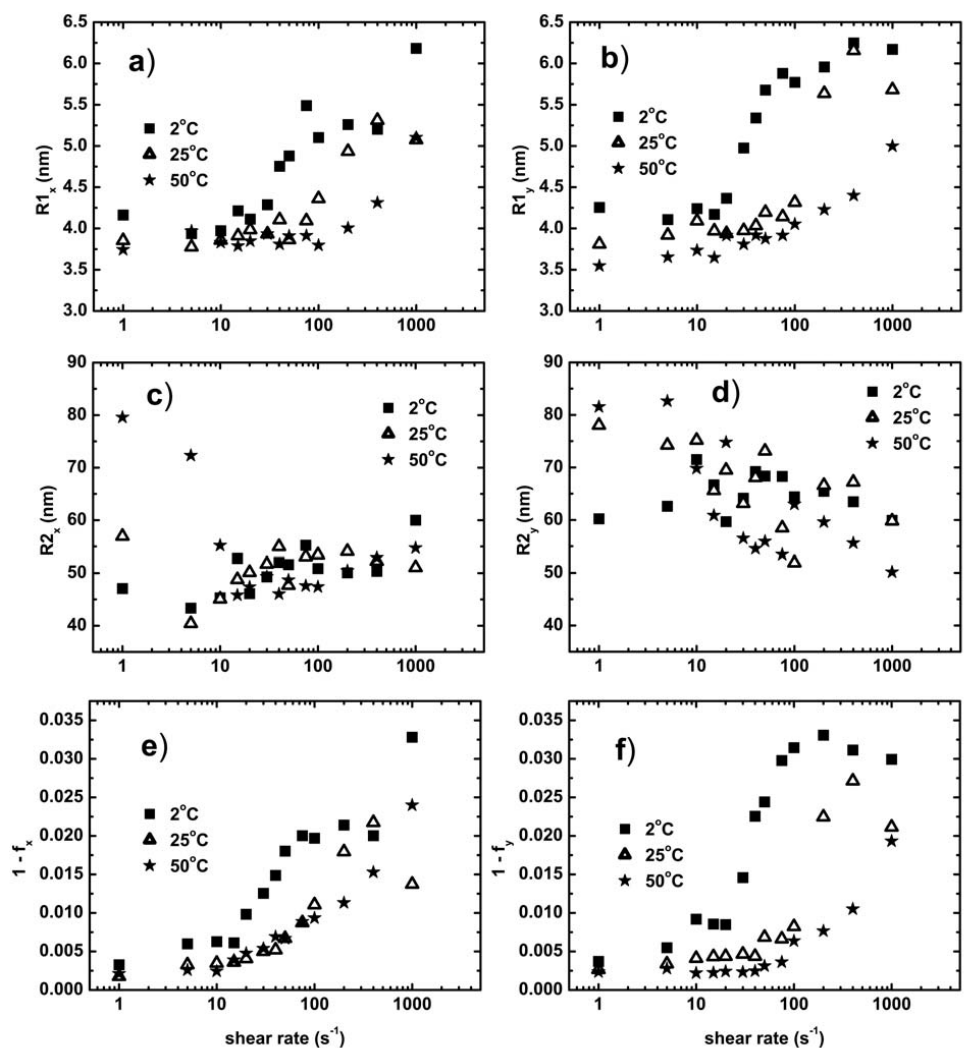 a)
2°C
25°C
50°C
R1x (nm)
6.5
6.0
5.5
5.0
4.5
4.0
3.5
3.0
1
10
100
1000
b)
2°C
25°C
50°C
R1y (nm)
6.5
6.0
5.5
5.0
4.5
4.0
3.5
3.0
1
10
100
1000
c)
2°C
25°C
50°C
R2x (nm)
90
80
70
60
50
40
1
10
100
1000
d)
2°C
25°C
50°C
R2y (nm)
90
80
70
60
50
40
1
10
100
1000
e)
2°C
25°C
50°C
1 - fx
0.035
0.030
0.025
0.020
0.015
0.010
0.005
0.000
1
10
100
1000
shear rate (s⁻¹)
f)
2°C
25°C
50°C
1 - fy
0.035
0.030
0.025
0.020
0.015
0.010
0.005
0.000
1
10
100
1000
shear rate (s⁻¹)